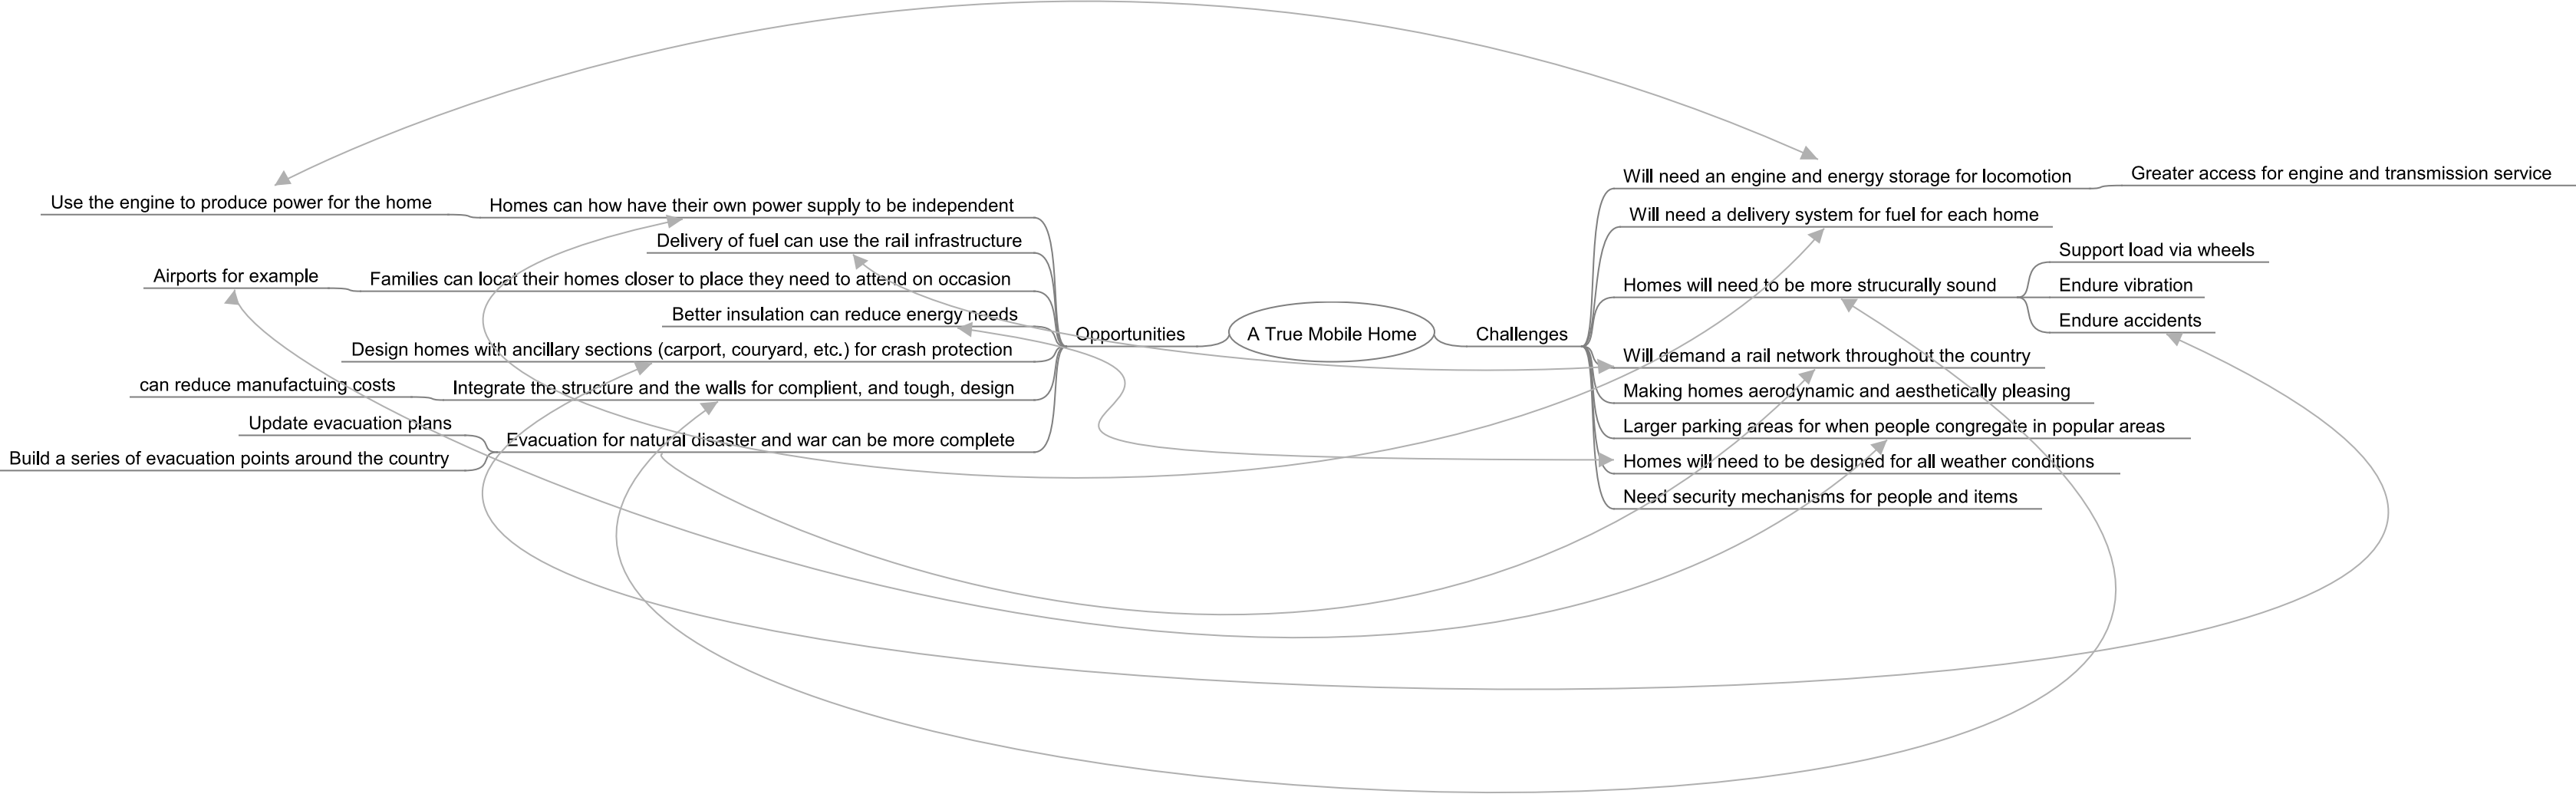 A True Mobile Home
Opportunities
Homes can how have their own power supply to be independent
Use the engine to produce power for the home
Delivery of fuel can use the rail infrastructure
Families can locat their homes closer to place they need to attend on occasion
Airports for example
Better insulation can reduce energy needs
Design homes with ancillary sections (carport, couryard, etc.) for crash protection
Integrate the structure and the walls for complient, and tough, design
can reduce manufactuing costs
Evacuation for natural disaster and war can be more complete
Update evacuation plans
Build a series of evacuation points around the country
Challenges
Will need an engine and energy storage for locomotion
Greater access for engine and transmission service
Will need a delivery system for fuel for each home
Homes will need to be more strucurally sound
Support load via wheels
Endure vibration
Endure accidents
Will demand a rail network throughout the country
Making homes aerodynamic and aesthetically pleasing
Larger parking areas for when people congregate in popular areas
Homes will need to be designed for all weather conditions
Need security mechanisms for people and items